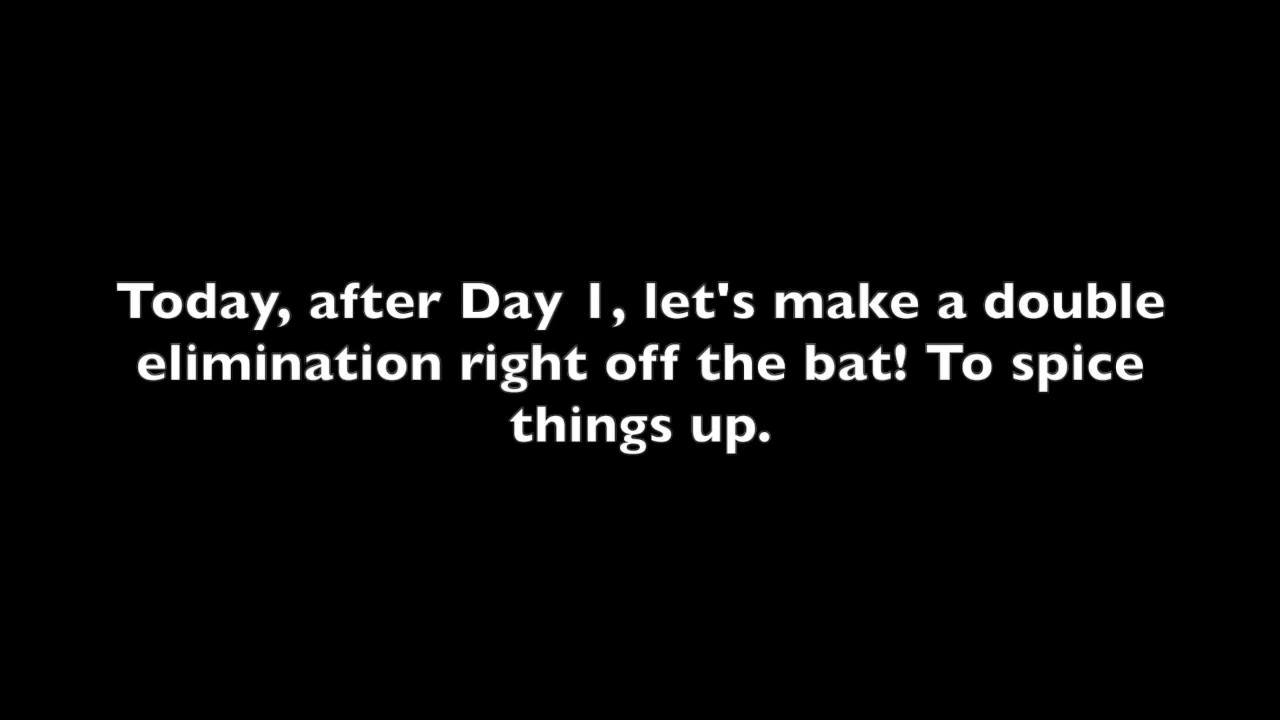 Today, after Day 1, let's make a double
elimination right off the bat! To spice
things up.